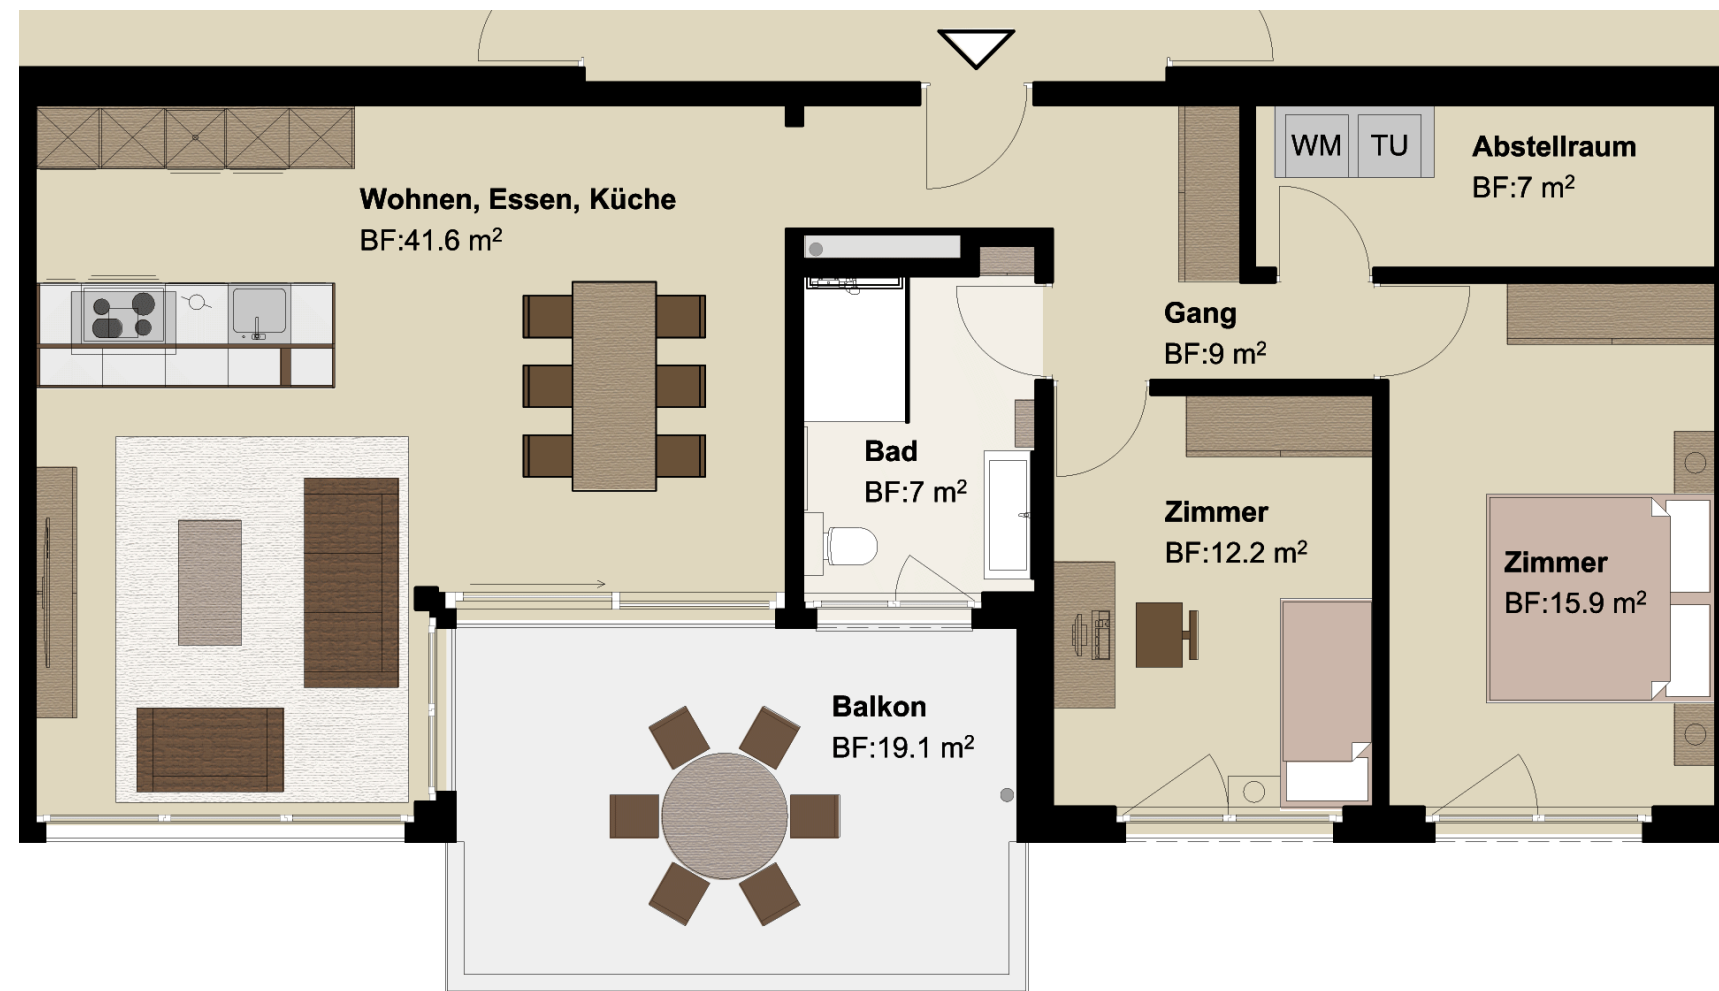 WM
TU
Abstellraum
BF:7 m²
Wohnen, Essen, Küche
BF:41.6 m²
Gang
BF:9 m²
Bad
BF:7 m²
Zimmer
BF:12.2 m²
Zimmer
BF:15.9 m²
Balkon
BF:19.1 m²